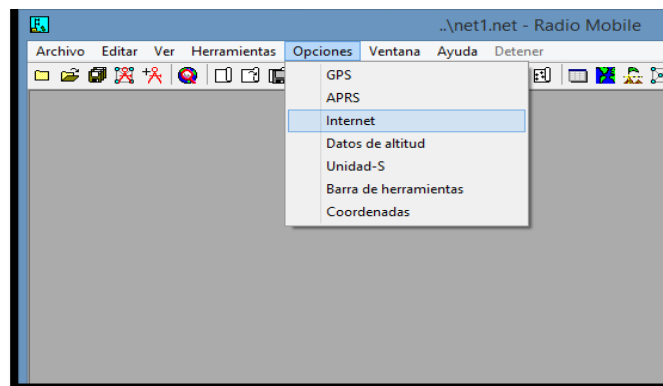 ..\net1.net - Radio Mobile
Archivo Editar Ver Herramientas Opciones Ventana Ayuda Detener
GPS
APRS
Internet
Datos de altitud
Unidad-S
Barra de herramientas
Coordenadas